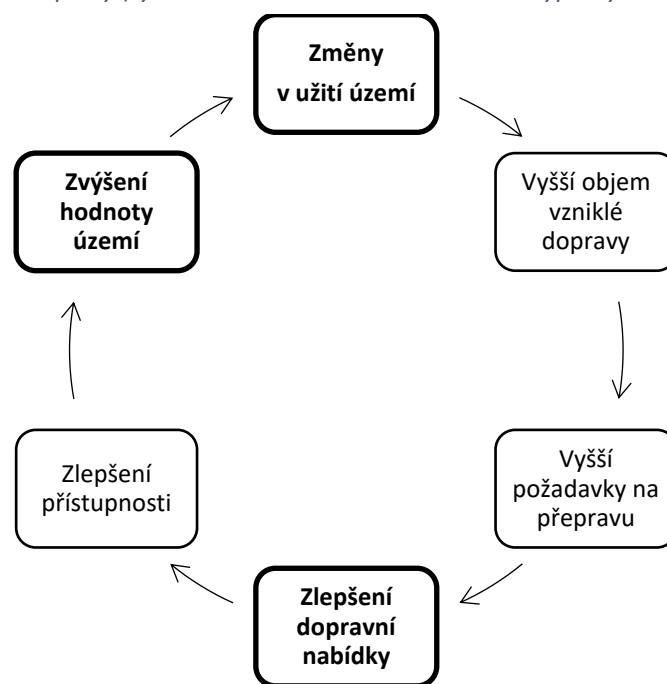 Změny
v užití území
Vyšší objem
vzniklé
dopravy
Vyšší
požadavky na
přepravu
Zlepšení
dopravní
nabídky
Zlepšení
přístupnosti
Zvýšení
hodnoty
území